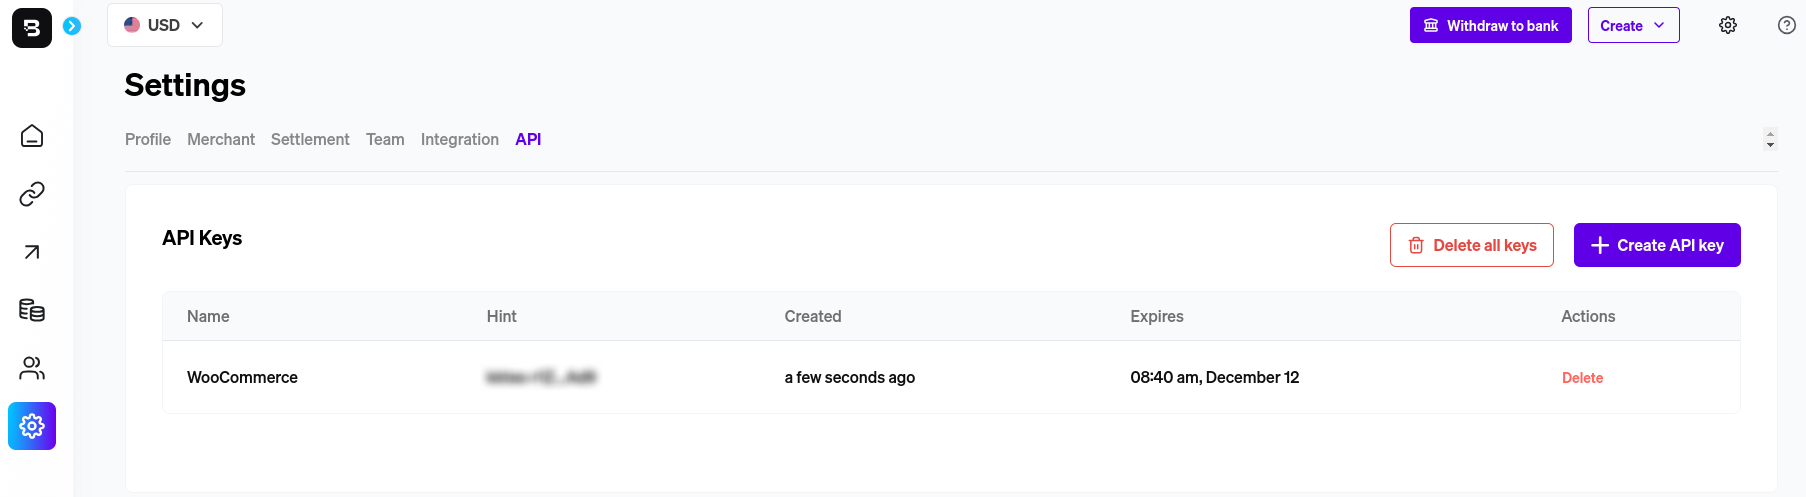 USD
Withdraw to bank
Create
Settings
Profile Merchant Settlement Team Integration API
API Keys
Delete all keys
Create API key
Name Hint Created Expires Actions
WooCommerce a few seconds ago 08:40 am, December 12 Delete